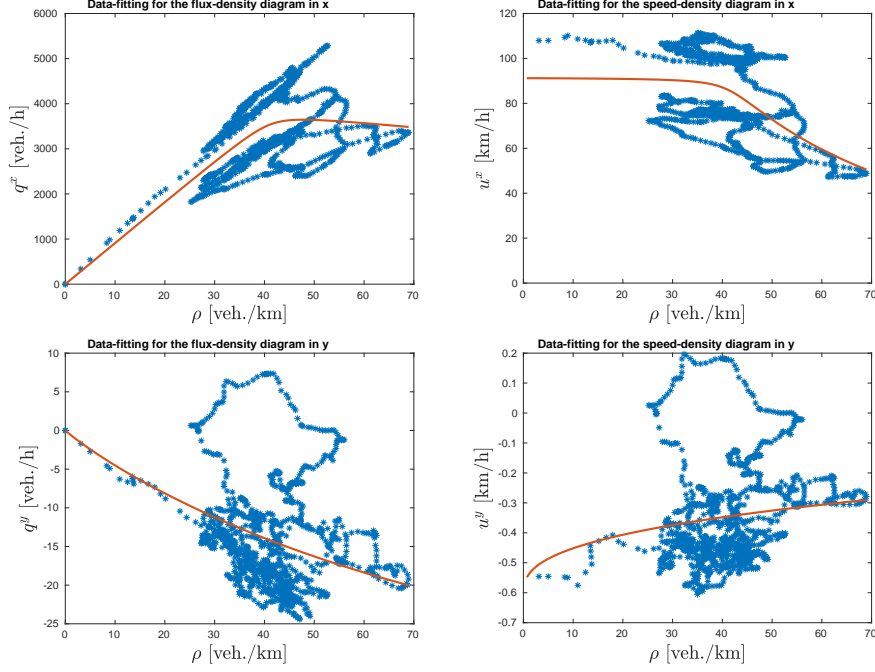 Data-fitting for the flux-density diagram in x
6000
5000
4000
3000
2000
1000
0
q^x [veh./h]
0 10 20 30 40 50 60 70
ρ [veh./km]
Data-fitting for the speed-density diagram in x
120
100
80
60
40
20
0
u^x [km/h]
0 10 20 30 40 50 60 70
ρ [veh./km]
Data-fitting for the flux-density diagram in y
10
5
0
-5
-10
-15
-20
-25
q^y [veh./h]
0 10 20 30 40 50 60 70
ρ [veh./km]
Data-fitting for the speed-density diagram in y
0.2
0.1
0
-0.1
-0.2
-0.3
-0.4
-0.5
-0.6
-0.7
u^y [km/h]
0 10 20 30 40 50 60 70
ρ [veh./km]